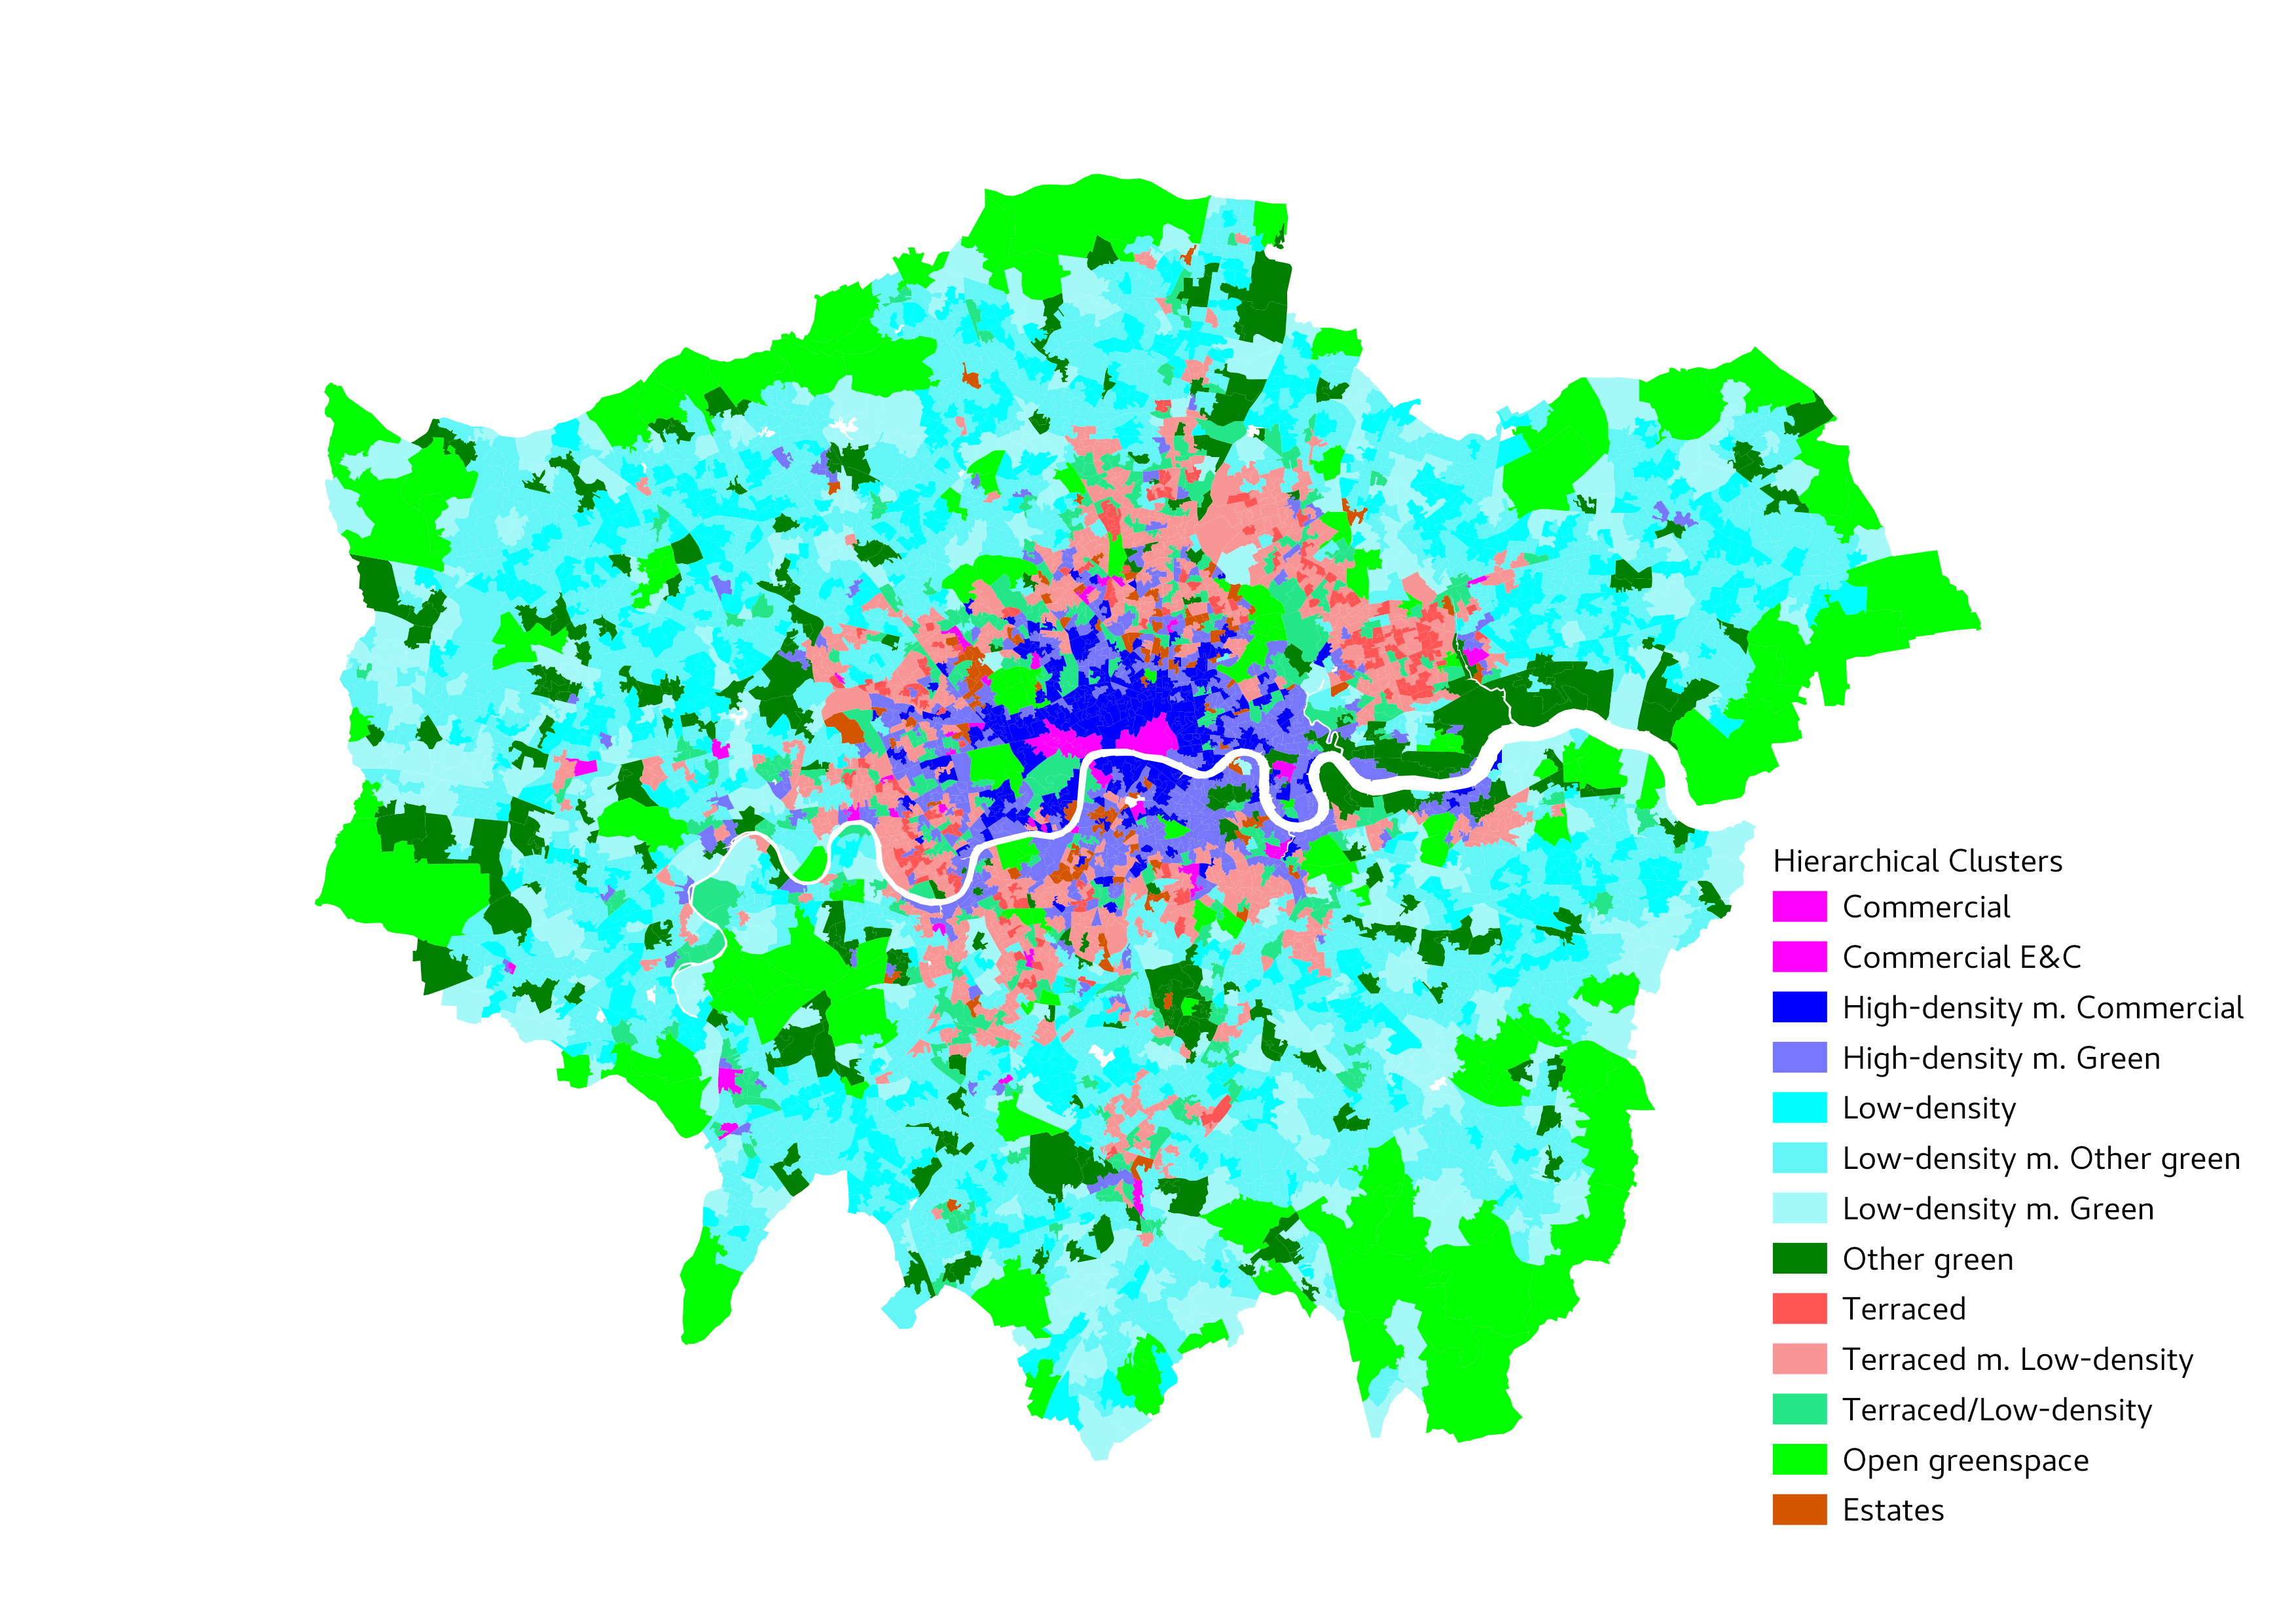 Hierarchical Clusters
Commercial
Commercial E&C
High-density m. Commercial
High-density m. Green
Low-density
Low-density m. Other green
Low-density m. Green
Other green
Terraced
Terraced m. Low-density
Terraced/Low-density
Open greenspace
Estates